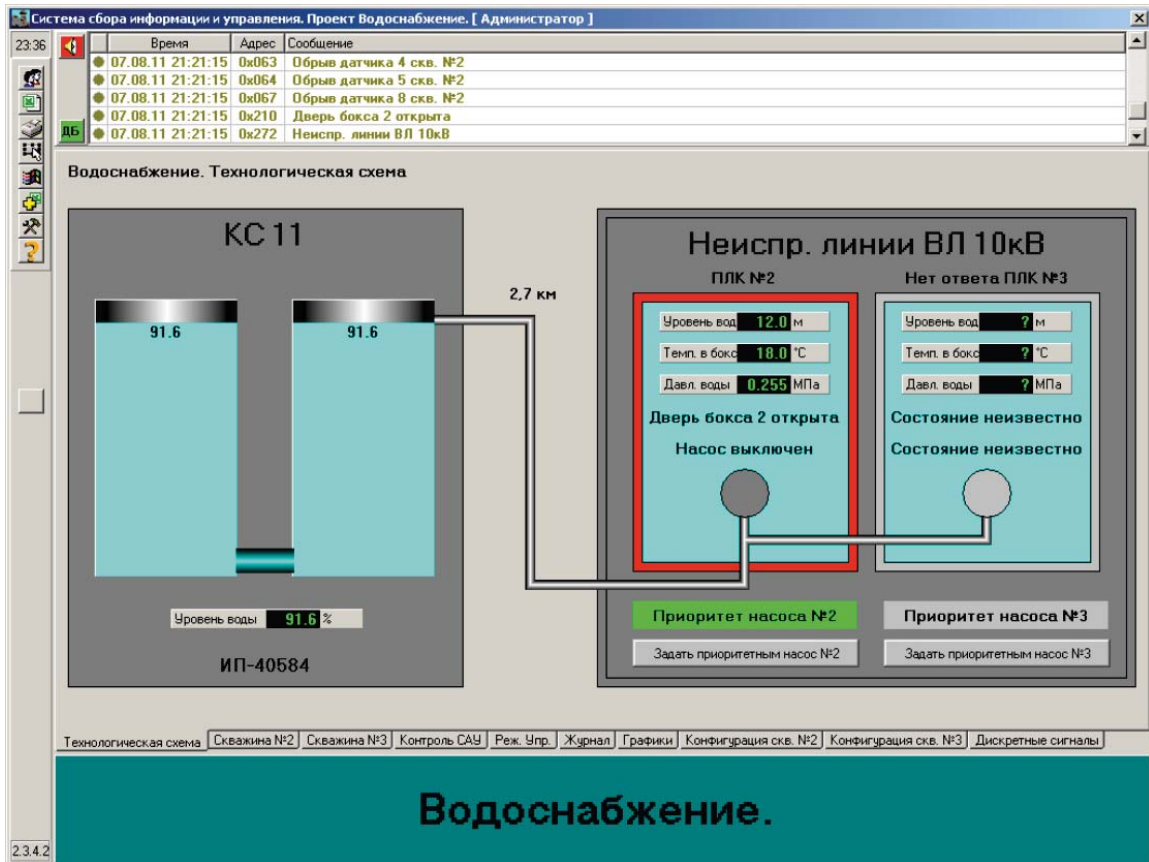 Система сбора информации и управления. Проект Водоснабжение. [ Администратор ]
23:36
Время Адрес Сообщение
07.08.11 21:21:15 0x063 Обрыв датчика 4 скв. №2
07.08.11 21:21:15 0x064 Обрыв датчика 5 скв. №2
07.08.11 21:21:15 0x067 Обрыв датчика 8 скв. №2
07.08.11 21:21:15 0x210 Дверь бокса 2 открыта
ДБ 07.08.11 21:21:15 0x272 Неиспр. линии ВЛ 10кВ
Водоснабжение. Технологическая схема
КС 11
91.6 91.6
Уровень воды 91.6 %
ИП-40584
2,7 км
Неиспр. линии ВЛ 10кВ
ПЛК №2 Нет ответа ПЛК №3
Уровень вод 12.0 м Уровень вод ? м
Темп. в бокс 18.0 °С Темп. в бокс ? °С
Давл. воды 0.255 МПа Давл. воды ? МПа
Дверь бокса 2 открыта Состояние неизвестно
Насос выключен Состояние неизвестно
Приоритет насоса №2 Приоритет насоса №3
Задать приоритетным насос №2 Задать приоритетным насос №3
Технологическая схема Скважина №2 Скважина №3 Контроль САУ Реж. Упр. Журнал Графики Конфигурация скв. №2 Конфигурация скв. №3 Дискретные сигналы
Водоснабжение.
2.3.4.2